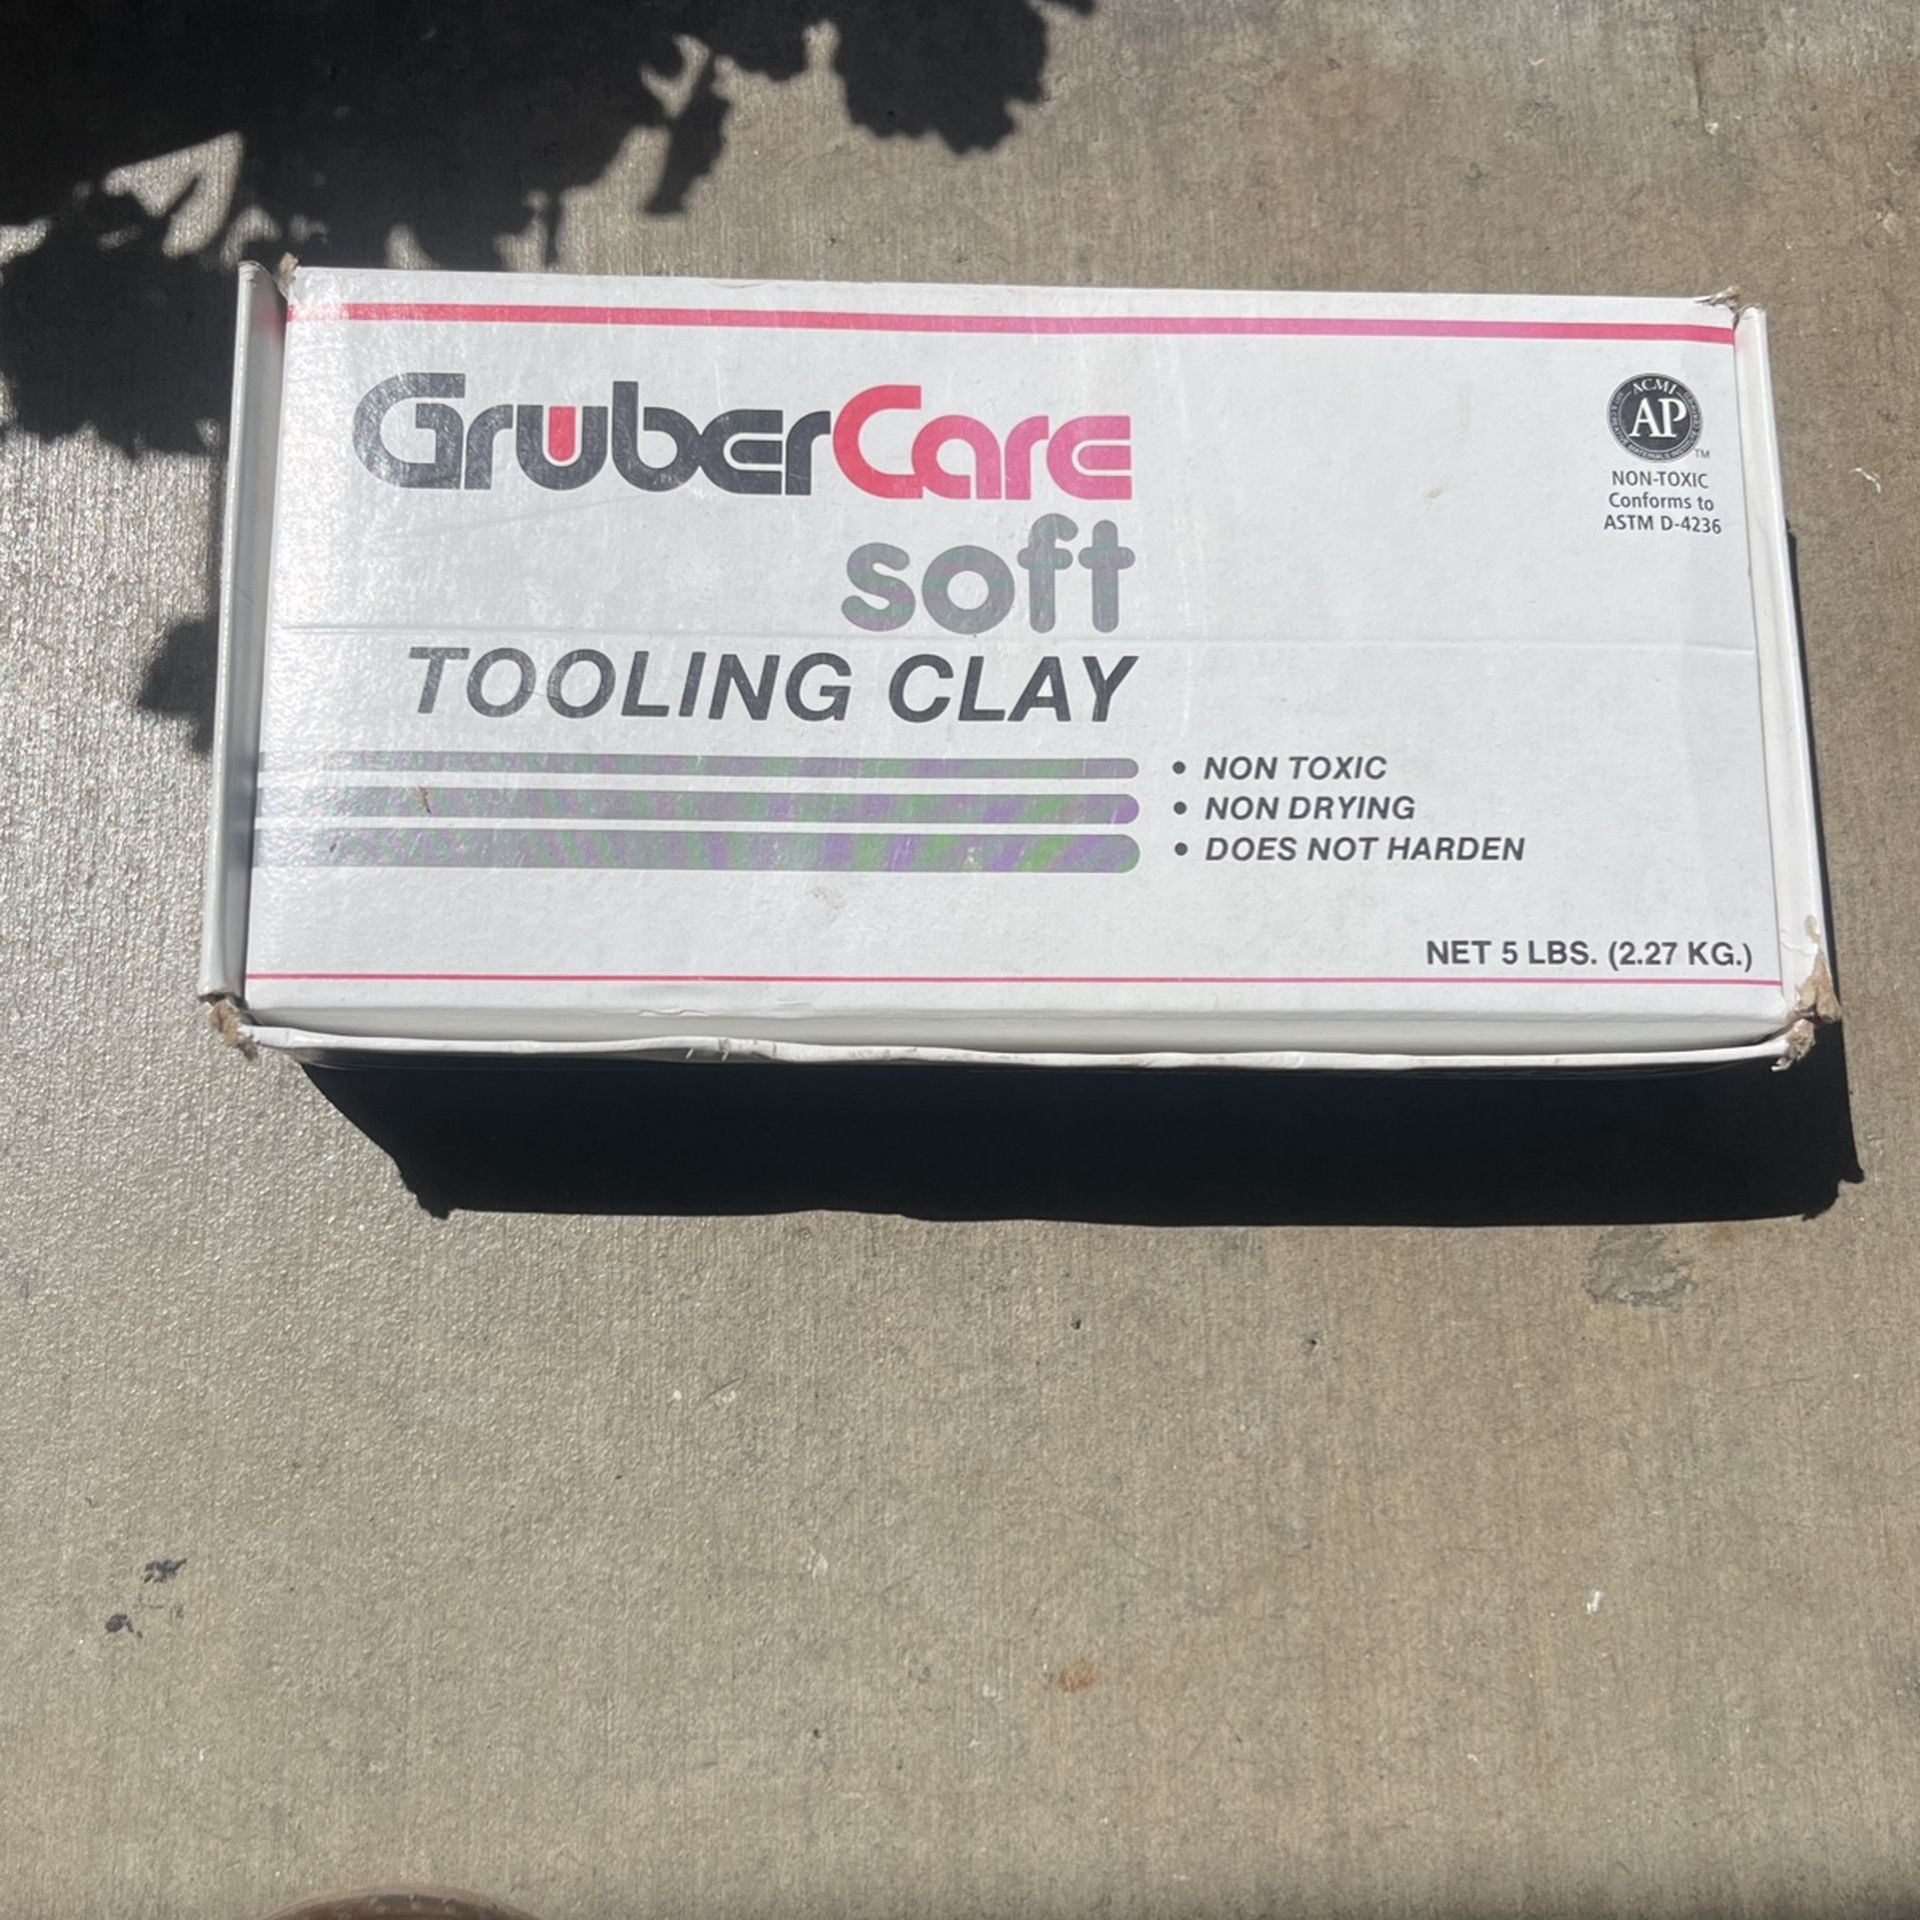 GruberCare
soft
TOOLING CLAY
• NON TOXIC
• NON DRYING
• DOES NOT HARDEN
NET 5 LBS. (2.27 KG.)
ACMI
AP
TM
NON-TOXIC
Conforms to
ASTM D-4236